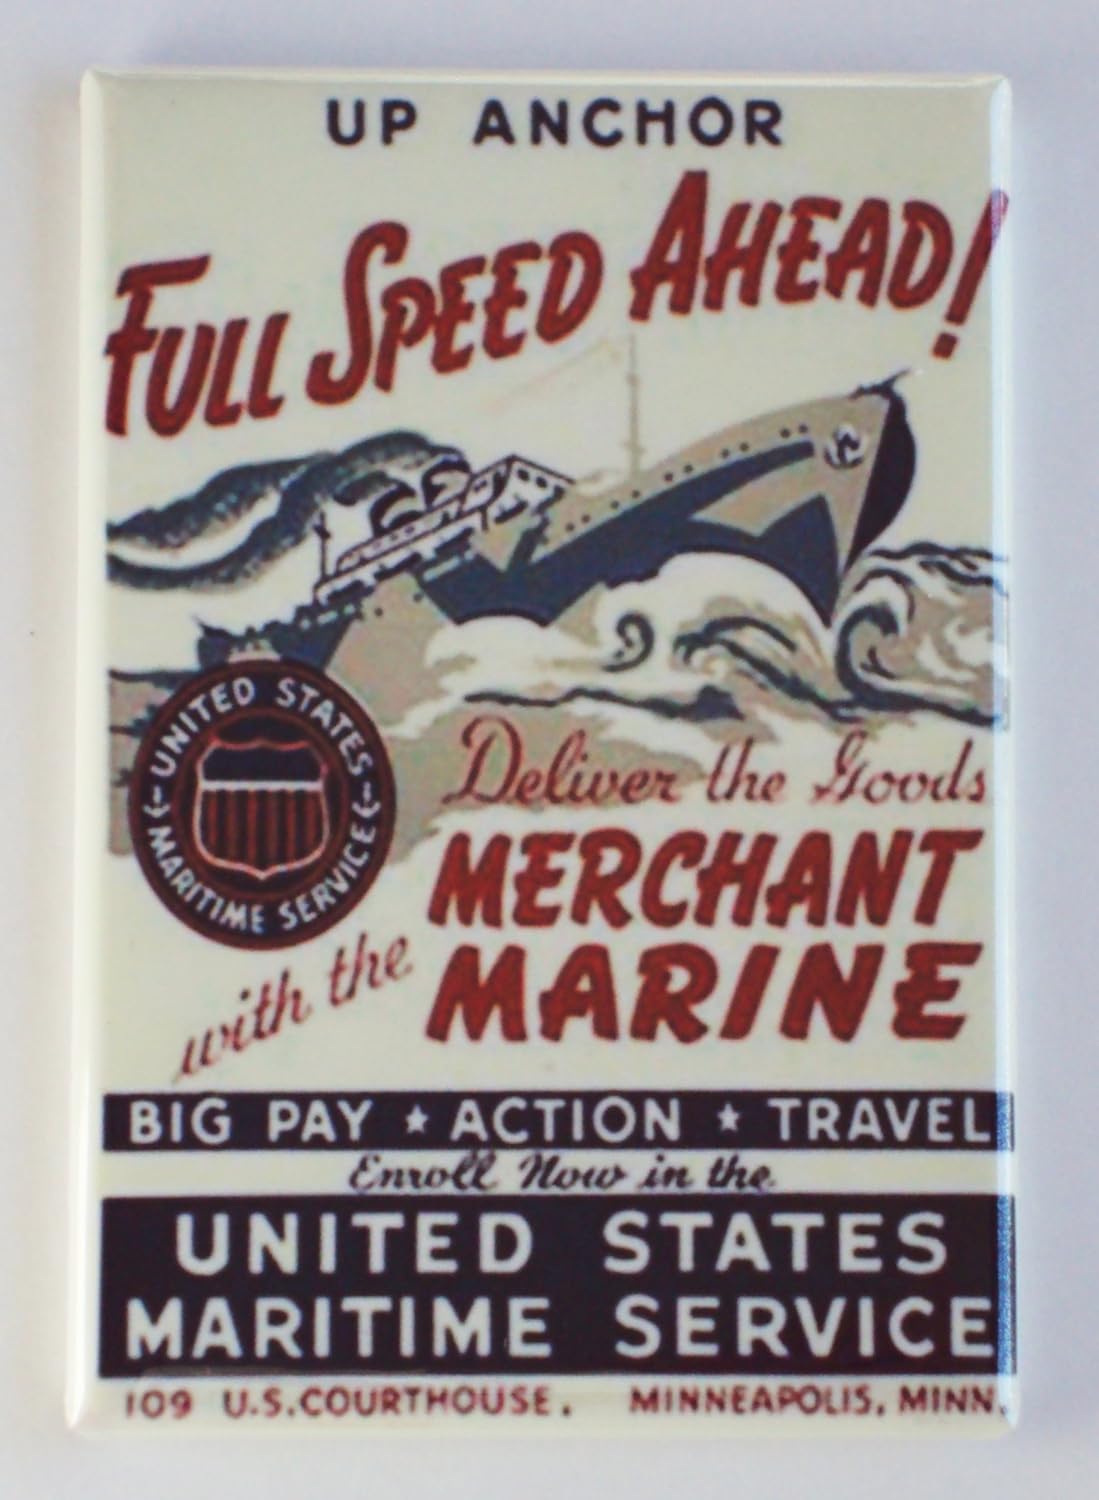 UP ANCHOR
FULL SPEED AHEAD!
UNITED STATES
MARITIME SERVICE
Deliver the Goods
with the MERCHANT
MARINE
BIG PAY ★ ACTION ★ TRAVEL
Enroll Now in the
UNITED STATES
MARITIME SERVICE
109 U.S. COURTHOUSE. MINNEAPOLIS, MINN.